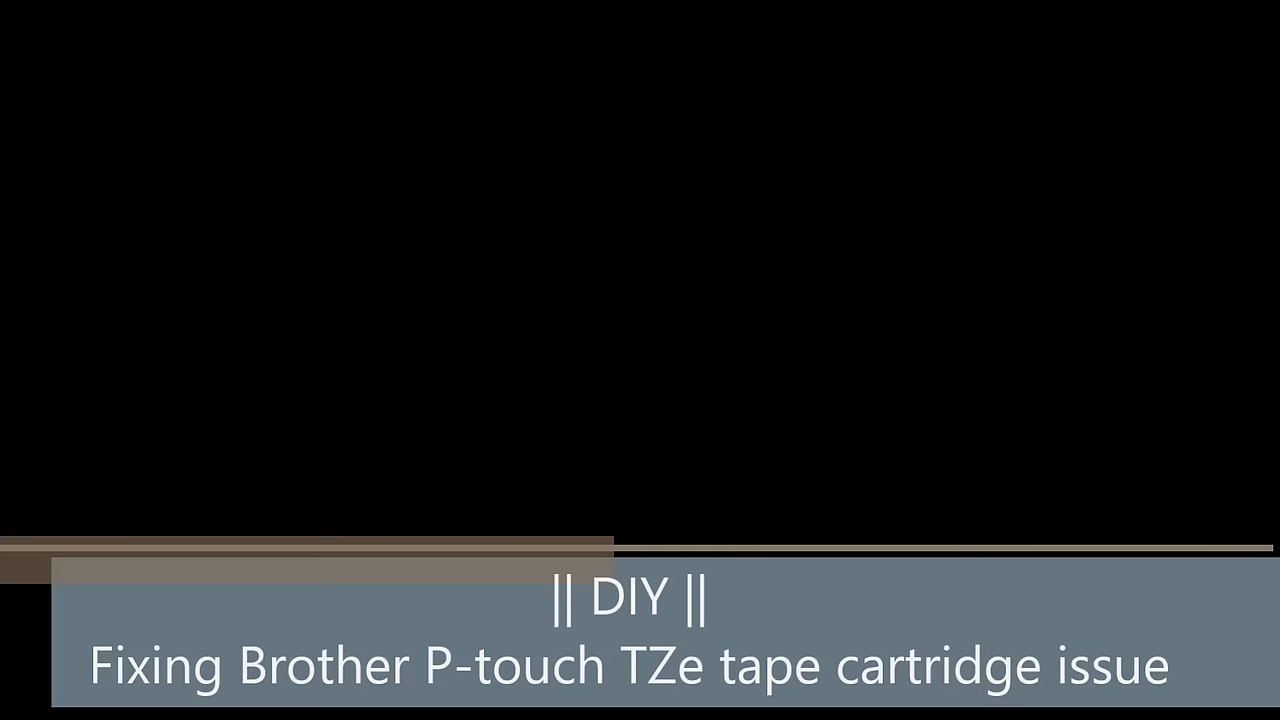 || DIY ||
Fixing Brother P-touch TZe tape cartridge issue